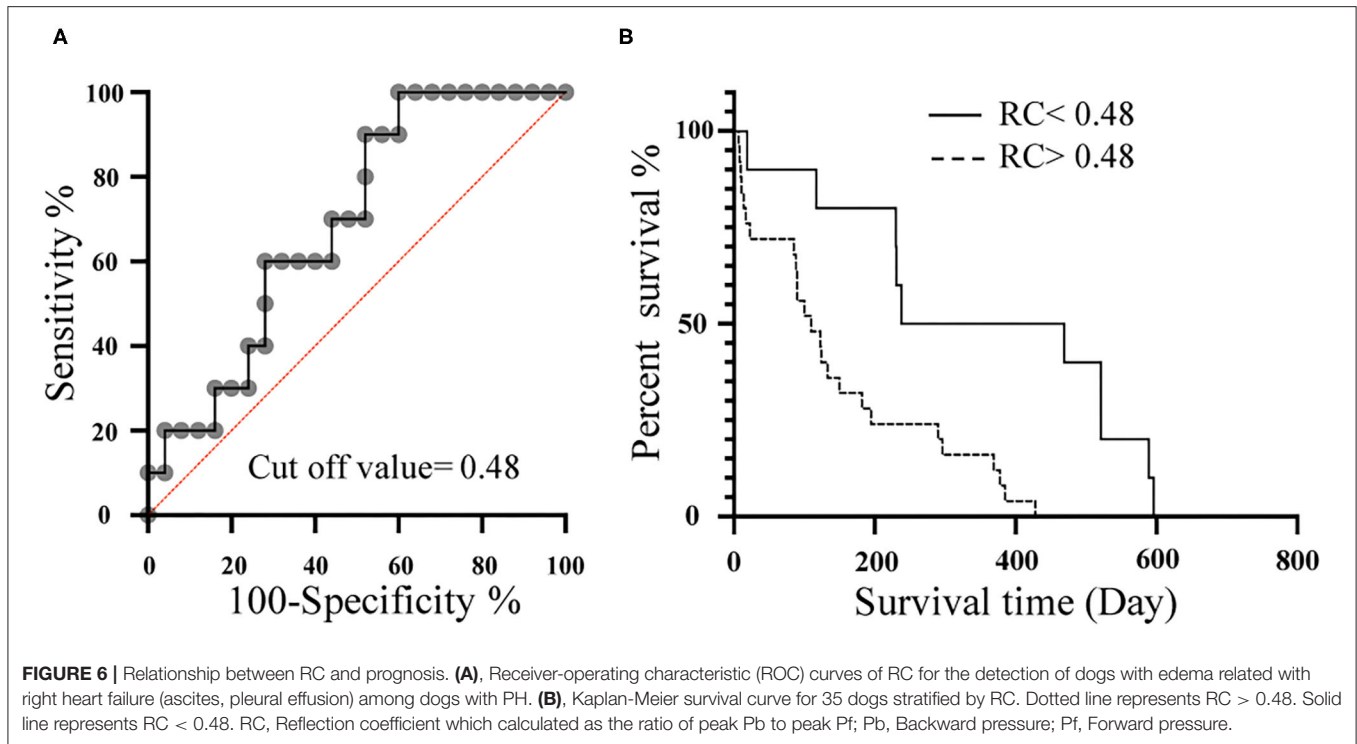 A
B
100
80
60
40
20
0
Sensitivity %
Cut off value= 0.48
0 20 40 60 80 100
100-Specificity %
100
50
0
Percent survival %
RC< 0.48
RC> 0.48
0 200 400 600 800
Survival time (Day)
FIGURE 6 | Relationship between RC and prognosis. (A), Receiver-operating characteristic (ROC) curves of RC for the detection of dogs with edema related with
right heart failure (ascites, pleural effusion) among dogs with PH. (B), Kaplan-Meier survival curve for 35 dogs stratified by RC. Dotted line represents RC > 0.48. Solid
line represents RC < 0.48. RC, Reflection coefficient which calculated as the ratio of peak Pb to peak Pf; Pb, Backward pressure; Pf, Forward pressure.